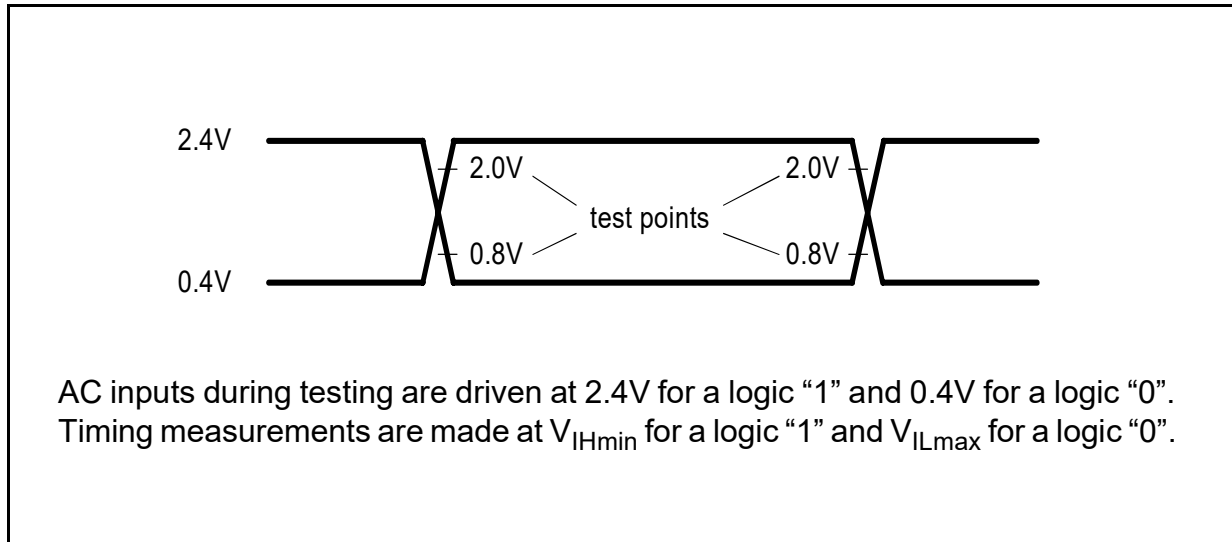 2.4V
2.0V 2.0V
test points
0.8V 0.8V
0.4V
AC inputs during testing are driven at 2.4V for a logic “1” and 0.4V for a logic “0”.
Timing measurements are made at VIHmin for a logic “1” and VILmax for a logic “0”.